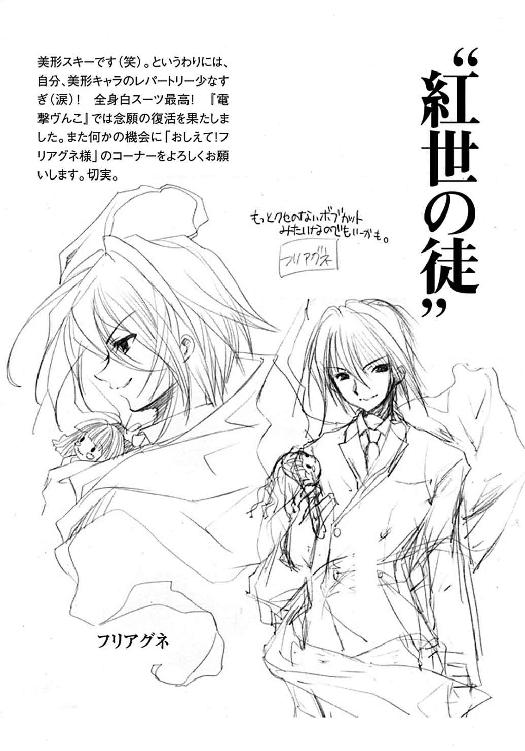 “紅世の徒”
美形スキーです（笑）。というわりには、
自分、美形キャラのレパートリー少なす
ぎ（涙）！　全身白スーツ最高！　『電
撃ヴんこ』では念願の復活を果たしま
した。また何かの機会に「おしえて！フ
リアグネ様」のコーナーをよろしくお願
いします。切実。
もっとクセのないボブカット
みたいなのでもいーかも。
フリアグネ
フリアグネ